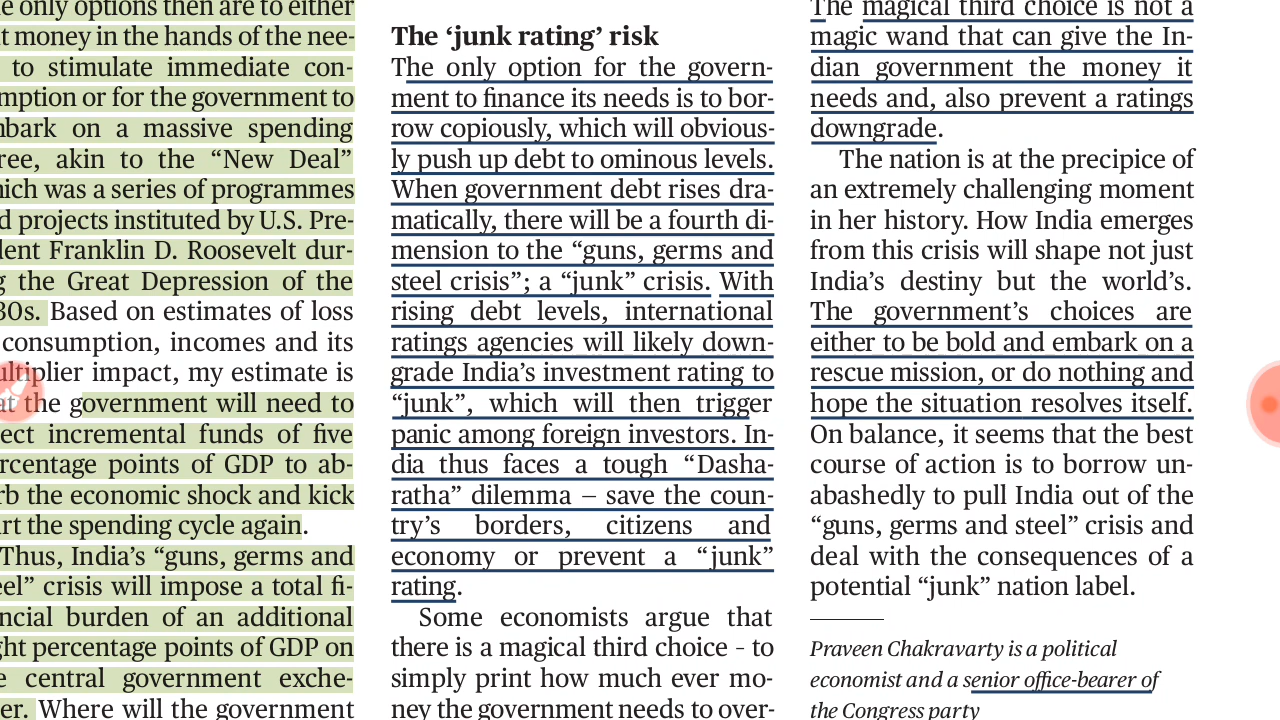 e only options then are to either
t money in the hands of the nee-
to stimulate immediate con-
mption or for the government to
bark on a massive spending
ree, akin to the “New Deal”
hich was a series of programmes
d projects instituted by U.S. Pre-
dent Franklin D. Roosevelt dur-
g the Great Depression of the
30s. Based on estimates of loss
consumption, incomes and its
ultiplier impact, my estimate is
at the government will need to
ect incremental funds of five
rcentage points of GDP to ab-
rb the economic shock and kick
art the spending cycle again.
Thus, India’s “guns, germs and
eel” crisis will impose a total fi-
ncial burden of an additional
ght percentage points of GDP on
e central government exche-
er. Where will the government
The ‘junk rating’ risk
The only option for the govern-
ment to finance its needs is to bor-
row copiously, which will obvious-
ly push up debt to ominous levels.
When government debt rises dra-
matically, there will be a fourth di-
mension to the “guns, germs and
steel crisis”; a “junk” crisis. With
rising debt levels, international
ratings agencies will likely down-
grade India’s investment rating to
“junk”, which will then trigger
panic among foreign investors. In-
dia thus faces a tough “Dasha-
ratha” dilemma — save the coun-
try’s borders, citizens and
economy or prevent a “junk”
rating.
Some economists argue that
there is a magical third choice - to
simply print how much ever mo-
ney the government needs to over-
The magical third choice is not a
magic wand that can give the In-
dian government the money it
needs and, also prevent a ratings
downgrade.
The nation is at the precipice of
an extremely challenging moment
in her history. How India emerges
from this crisis will shape not just
India’s destiny but the world’s.
The government’s choices are
either to be bold and embark on a
rescue mission, or do nothing and
hope the situation resolves itself.
On balance, it seems that the best
course of action is to borrow un-
abashedly to pull India out of the
“guns, germs and steel” crisis and
deal with the consequences of a
potential “junk” nation label.
Praveen Chakravarty is a political
economist and a senior office-bearer of
the Congress party